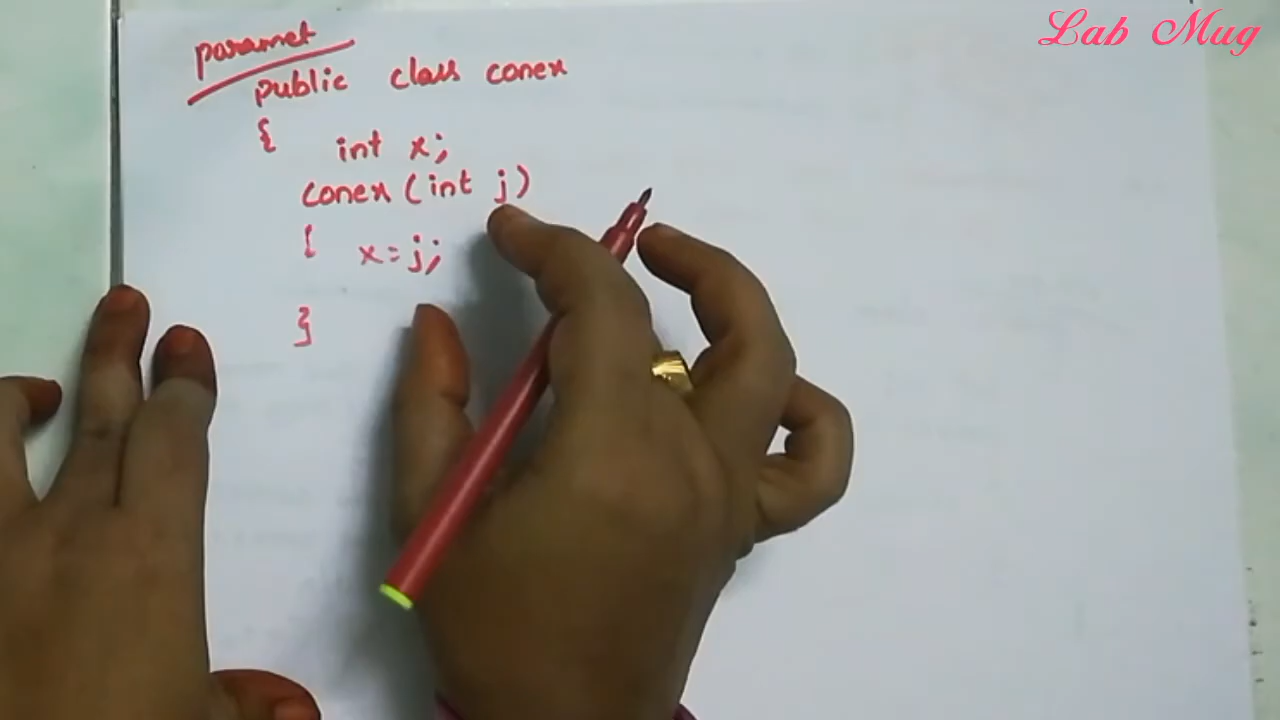 Lab Mug
paramet
public class conex
{
int x;
conex (int j)
{ x=j;
}